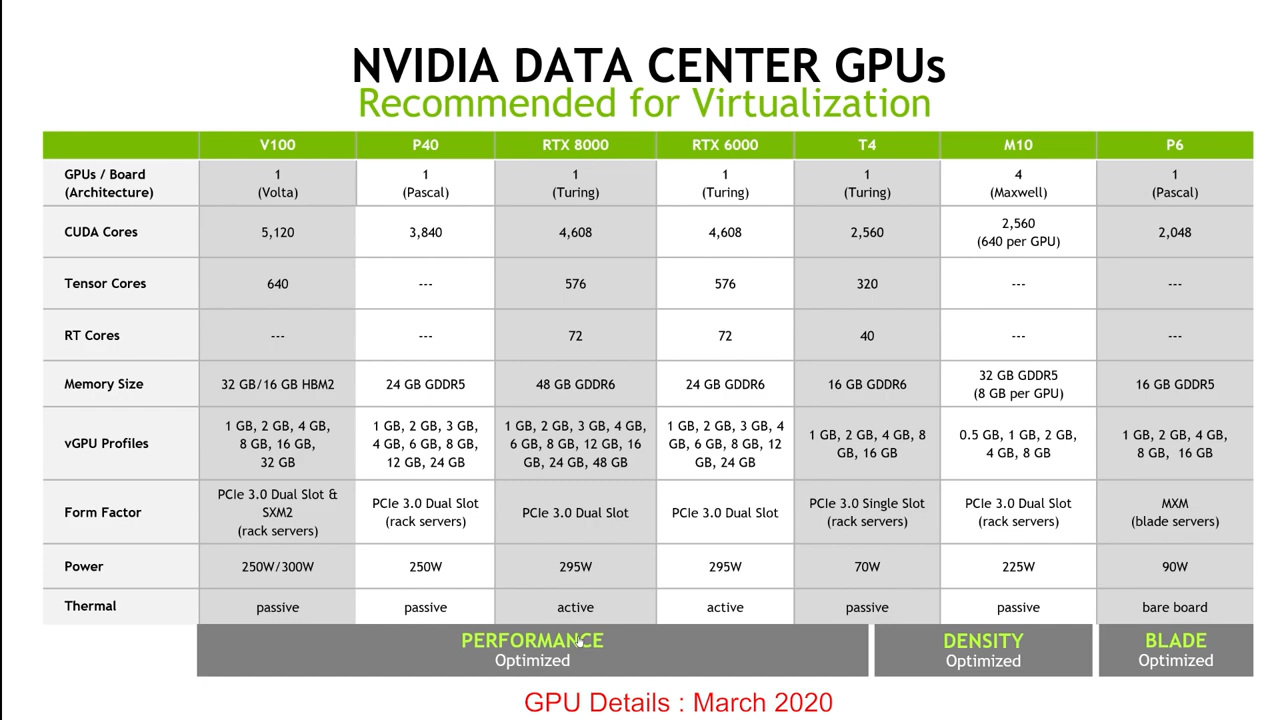 NVIDIA DATA CENTER GPUs
Recommended for Virtualization
V100 P40 RTX 8000 RTX 6000 T4 M10 P6
GPUs / Board
(Architecture)
1
(Volta)
1
(Pascal)
1
(Turing)
1
(Turing)
1
(Turing)
4
(Maxwell)
1
(Pascal)
CUDA Cores
5,120
3,840
4,608
4,608
2,560
2,560
(640 per GPU)
2,048
Tensor Cores
640
---
576
576
320
---
---
RT Cores
---
---
72
72
40
---
---
Memory Size
32 GB/16 GB HBM2
24 GB GDDR5
48 GB GDDR6
24 GB GDDR6
16 GB GDDR6
32 GB GDDR5
(8 GB per GPU)
16 GB GDDR5
vGPU Profiles
1 GB, 2 GB, 4 GB,
8 GB, 16 GB,
32 GB
1 GB, 2 GB, 3 GB,
4 GB, 6 GB, 8 GB,
12 GB, 24 GB
1 GB, 2 GB, 3 GB, 4 GB,
6 GB, 8 GB, 12 GB, 16
GB, 24 GB, 48 GB
1 GB, 2 GB, 3 GB, 4
GB, 6 GB, 8 GB, 12
GB, 24 GB
1 GB, 2 GB, 4 GB, 8
GB, 16 GB
0.5 GB, 1 GB, 2 GB,
4 GB, 8 GB
1 GB, 2 GB, 4 GB,
8 GB, 16 GB
Form Factor
PCIe 3.0 Dual Slot &
SXM2
(rack servers)
PCIe 3.0 Dual Slot
(rack servers)
PCIe 3.0 Dual Slot
PCIe 3.0 Dual Slot
PCIe 3.0 Single Slot
(rack servers)
PCIe 3.0 Dual Slot
(rack servers)
MXM
(blade servers)
Power
250W/300W
250W
295W
295W
70W
225W
90W
Thermal
passive
passive
active
active
passive
passive
bare board
PERFORMANCE
Optimized
DENSITY
Optimized
BLADE
Optimized
GPU Details : March 2020